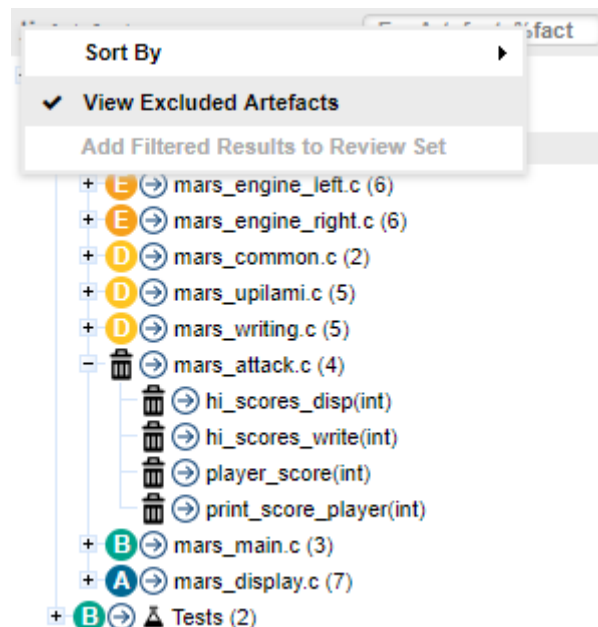 %fact
Sort By
View Excluded Artefacts
Add Filtered Results to Review Set
E mars_engine_left.c (6)
E mars_engine_right.c (6)
D mars_common.c (2)
D mars_upilami.c (5)
D mars_writing.c (5)
mars_attack.c (4)
hi_scores_disp(int)
hi_scores_write(int)
player_score(int)
print_score_player(int)
B mars_main.c (3)
A mars_display.c (7)
B Tests (2)